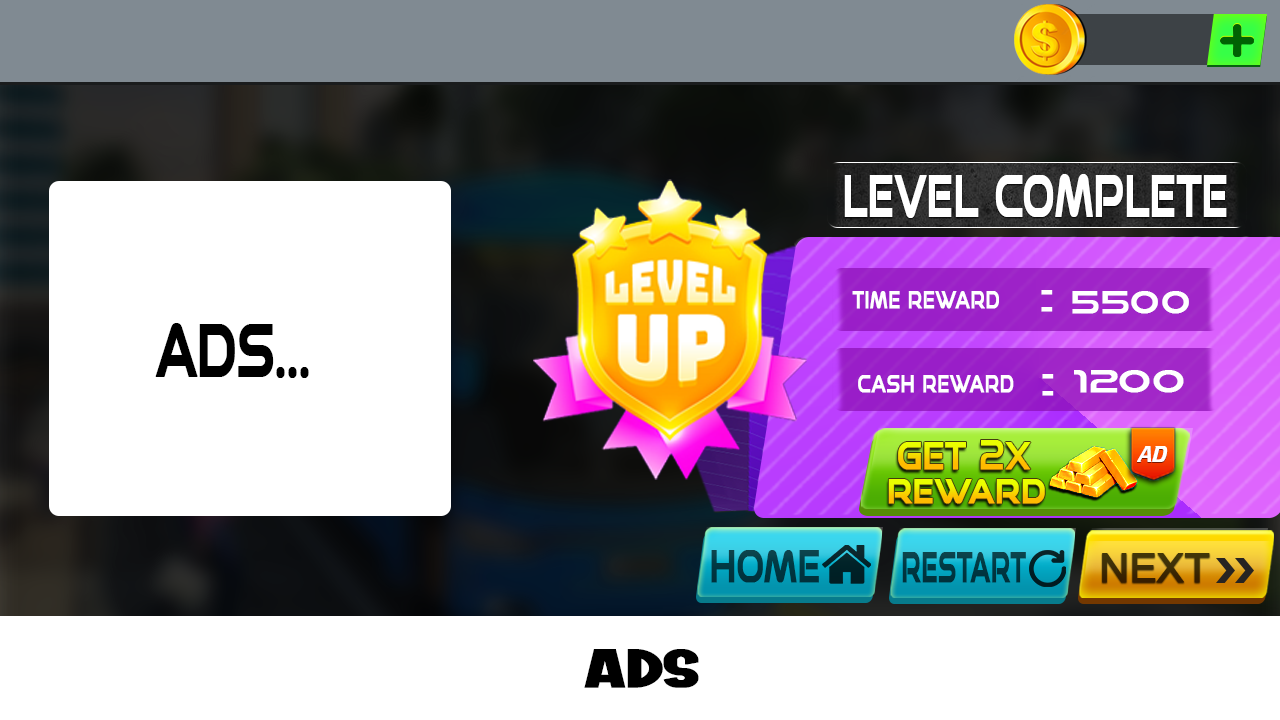 $
LEVEL COMPLETE
LEVEL
UP
TIME REWARD : 5500
CASH REWARD : 1200
ADS...
GET 2X
REWARD
AD
HOME
RESTART
NEXT
ADS